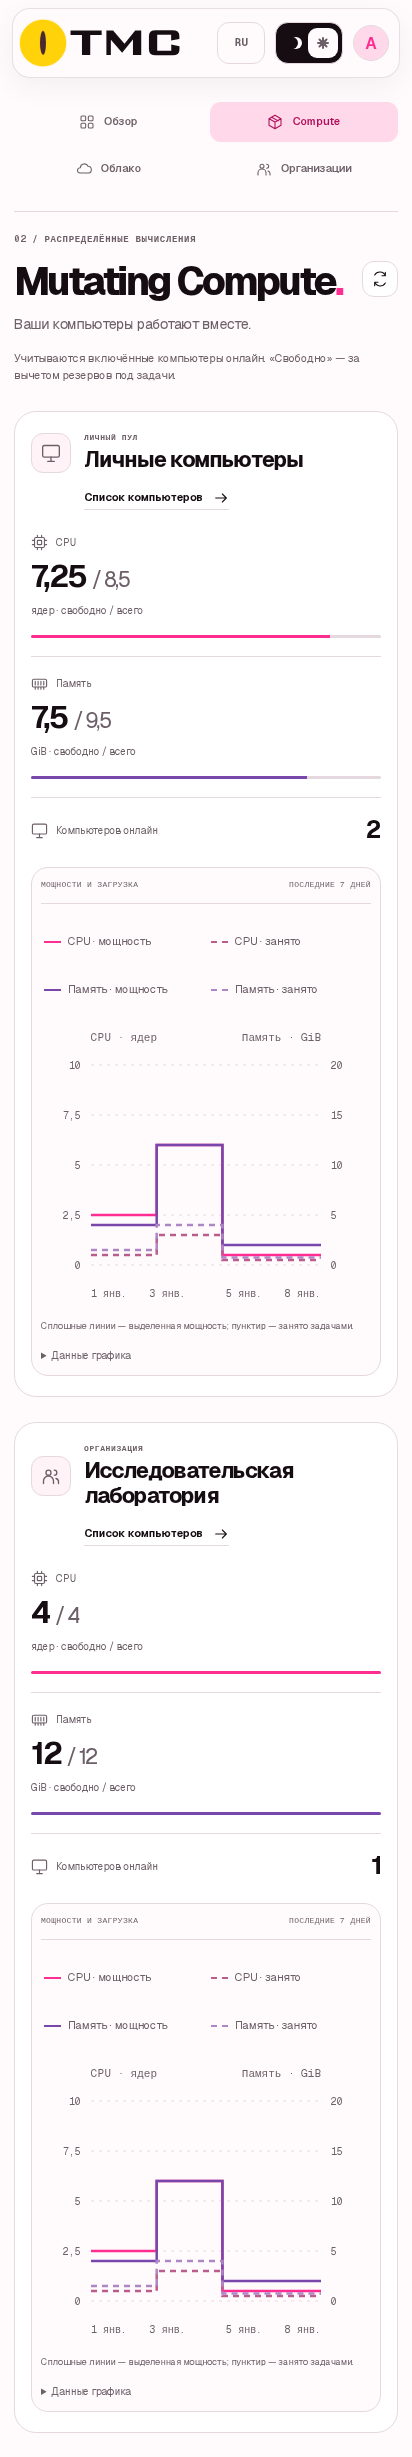 TMC
RU
A
Обзор
Compute
Облако
Организации
02 / РАСПРЕДЕЛЁННЫЕ ВЫЧИСЛЕНИЯ
Mutating Compute.
Ваши компьютеры работают вместе.
Учитываются включённые компьютеры онлайн. «Свободно» — за
вычетом резервов под задачи.
ЛИЧНЫЙ ПУЛ
Личные компьютеры
Список компьютеров →
CPU
7,25 / 8,5
ядер · свободно / всего
Память
7,5 / 9,5
GiB · свободно / всего
Компьютеров онлайн 2
МОЩНОСТИ И ЗАГРУЗКА ПОСЛЕДНИЕ 7 ДНЕЙ
CPU · мощность CPU · занято
Память · мощность Память · занято
CPU · ядер Память · GiB
10 20
7,5 15
5 10
2,5 5
0 0
1 янв. 3 янв. 5 янв. 8 янв.
Сплошные линии — выделенная мощность; пунктир — занято задачами.
▶ Данные графика
ОРГАНИЗАЦИЯ
Исследовательская
лаборатория
Список компьютеров →
CPU
4 / 4
ядер · свободно / всего
Память
12 / 12
GiB · свободно / всего
Компьютеров онлайн 1
МОЩНОСТИ И ЗАГРУЗКА ПОСЛЕДНИЕ 7 ДНЕЙ
CPU · мощность CPU · занято
Память · мощность Память · занято
CPU · ядер Память · GiB
10 20
7,5 15
5 10
2,5 5
0 0
1 янв. 3 янв. 5 янв. 8 янв.
Сплошные линии — выделенная мощность; пунктир — занято задачами.
▶ Данные графика